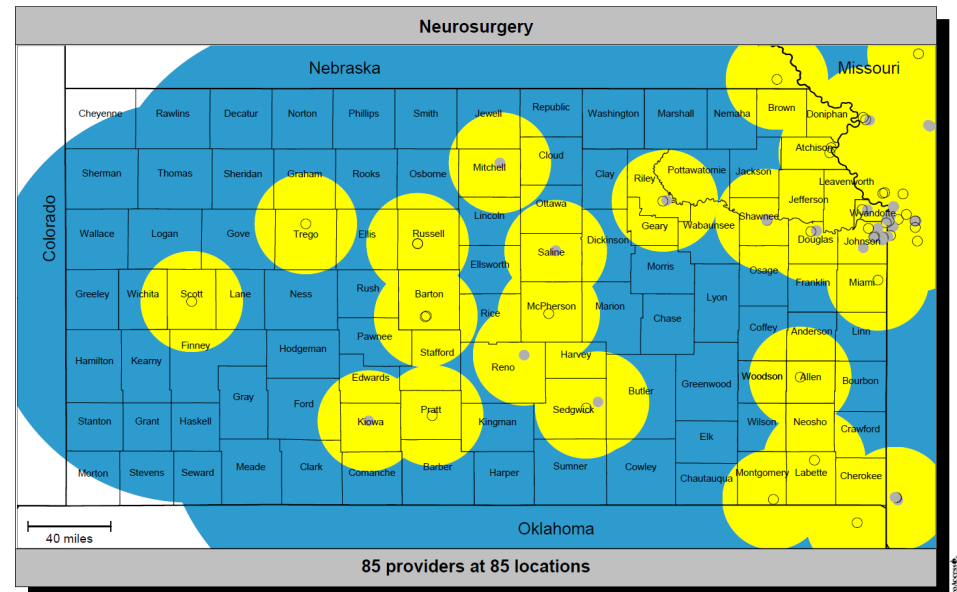 Neurosurgery
Nebraska
Missouri
Colorado
Cheyenne Rawlins Decatur Norton Phillips Smith Jewell Republic Washington Marshall Nemaha Brown Doniphan
Atchison
Sherman Thomas Sheridan Graham Rooks Osborne Mitchell Cloud Clay Riley Pottawatomie Jackson
Leavenworth
Jefferson
Wallace Logan Gove Trego Ellis Russell Lincoln Ottawa Saline Dickinson Geary Wabaunsee Shawnee Douglas Johnson Wyandotte
Ellsworth Morris Osage Franklin Miami
Greeley Wichita Scott Lane Ness Rush Barton Rice McPherson Marion Chase Lyon
Coffey Anderson Linn
Finney Pawnee Stafford
Hamilton Kearny Hodgeman Edwards Reno Harvey Butler Greenwood Woodson Allen Bourbon
Gray Ford
Stanton Grant Haskell Kiowa Pratt Kingman Sedgwick Elk Wilson Neosho Crawford
Morton Stevens Seward Meade Clark Comanche Barber Harper Sumner Cowley Chautauqua Montgomery Labette Cherokee
Oklahoma
40 miles
85 providers at 85 locations